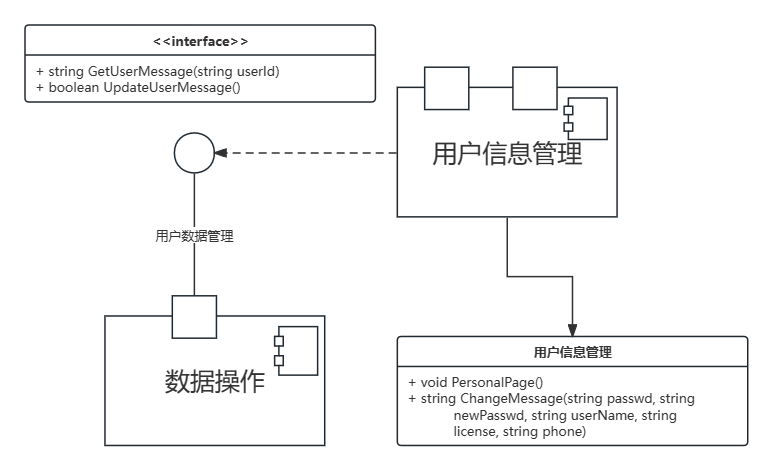 <<interface>>
+ string GetUserMessage(string userId)
+ boolean UpdateUserMessage()
用户信息管理
用户数据管理
数据操作
用户信息管理
+ void PersonalPage()
+ string ChangeMessage(string passwd, string
newPasswd, string userName, string
license, string phone)